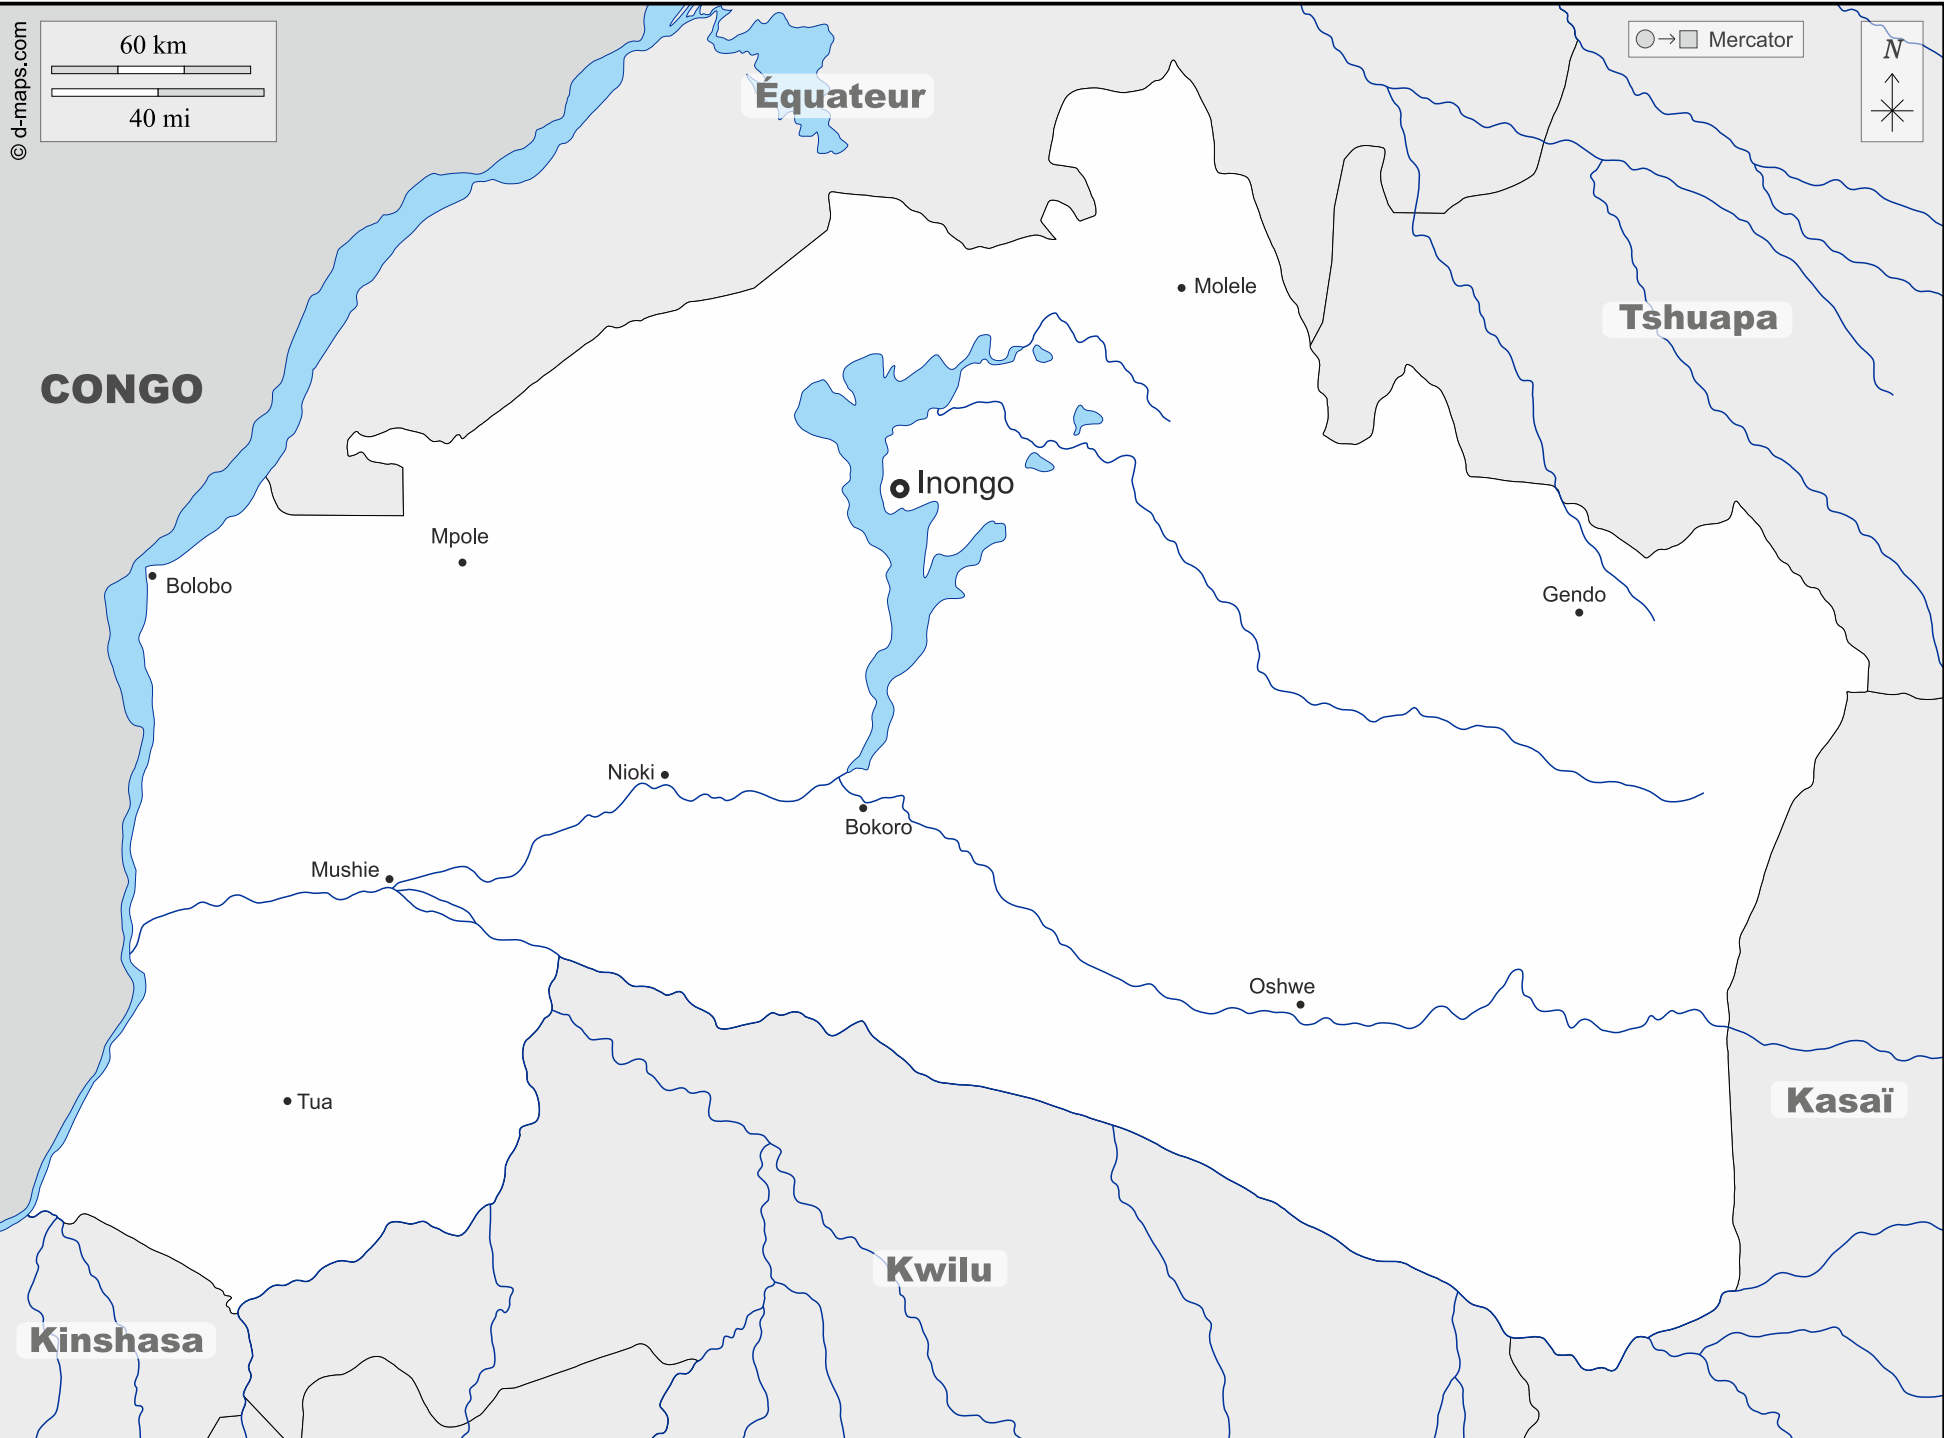 © d-maps.com
60 km
40 mi
Mercator
N
Équateur
Molele
Tshuapa
CONGO
Inongo
Mpole
Bolobo
Gendo
Nioki
Bokoro
Mushie
Oshwe
Tua
Kasaï
Kwilu
Kinshasa